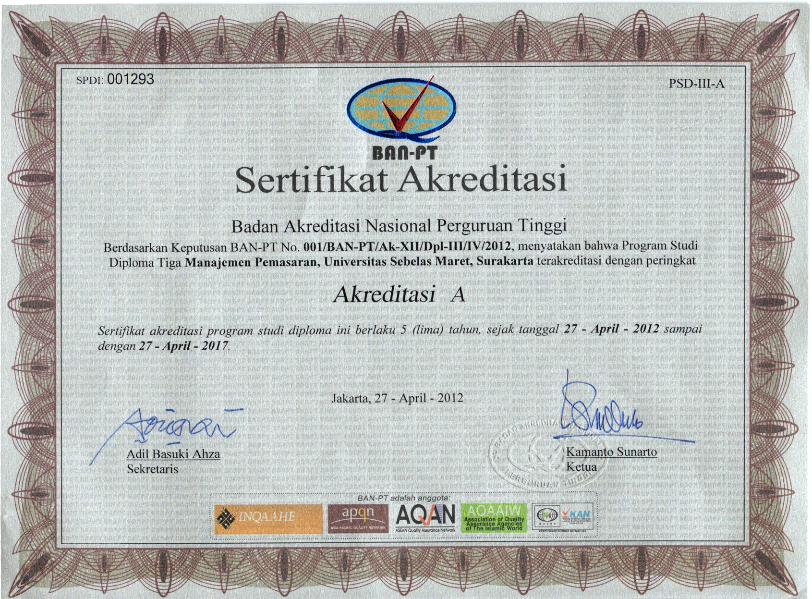 SPDI: 001293
PSD-III-A
BAN-PT
Sertifikat Akreditasi
Badan Akreditasi Nasional Perguruan Tinggi
Berdasarkan Keputusan BAN-PT No. 001/BAN-PT/Ak-XII/Dpl-III/IV/2012, menyatakan bahwa Program Studi
Diploma Tiga Manajemen Pemasaran, Universitas Sebelas Maret, Surakarta terakreditasi dengan peringkat
Akreditasi A
Sertifikat akreditasi program studi diploma ini berlaku 5 (lima) tahun, sejak tanggal 27 - April - 2012 sampai
dengan 27 - April - 2017.
Jakarta, 27 - April - 2012
Adil Basuki Ahza
Sekretaris
Kamanto Sunarto
Ketua
BAN-PT adalah anggota:
INQAAHE
apqn
AQAN
ASEAN Quality Assurance Network
AQAAIW
Association of Quality
Assurance Agencies
of The Islamic World
KAN